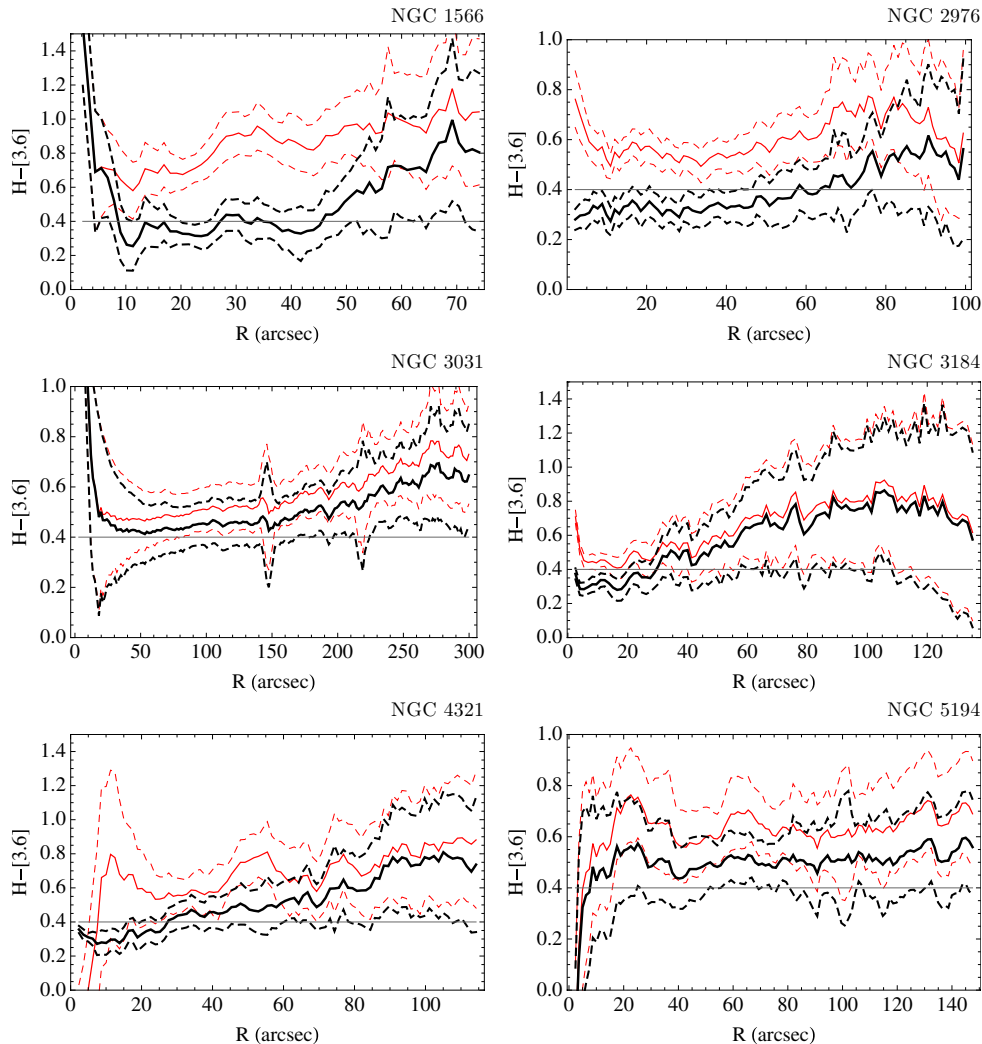 NGC 1566
1.4
1.2
1.0
0.8
0.6
0.4
0.2
0.0
H−[3.6]
0 10 20 30 40 50 60 70
R (arcsec)
NGC 2976
1.0
0.8
0.6
0.4
0.2
0.0
H−[3.6]
20 40 60 80 100
R (arcsec)
NGC 3031
1.0
0.8
0.6
0.4
0.2
0.0
H−[3.6]
0 50 100 150 200 250 300
R (arcsec)
NGC 3184
1.4
1.2
1.0
0.8
0.6
0.4
0.2
0.0
H−[3.6]
0 20 40 60 80 100 120
R (arcsec)
NGC 4321
1.4
1.2
1.0
0.8
0.6
0.4
0.2
0.0
H−[3.6]
0 20 40 60 80 100
R (arcsec)
NGC 5194
1.0
0.8
0.6
0.4
0.2
0.0
H−[3.6]
0 20 40 60 80 100 120 140
R (arcsec)